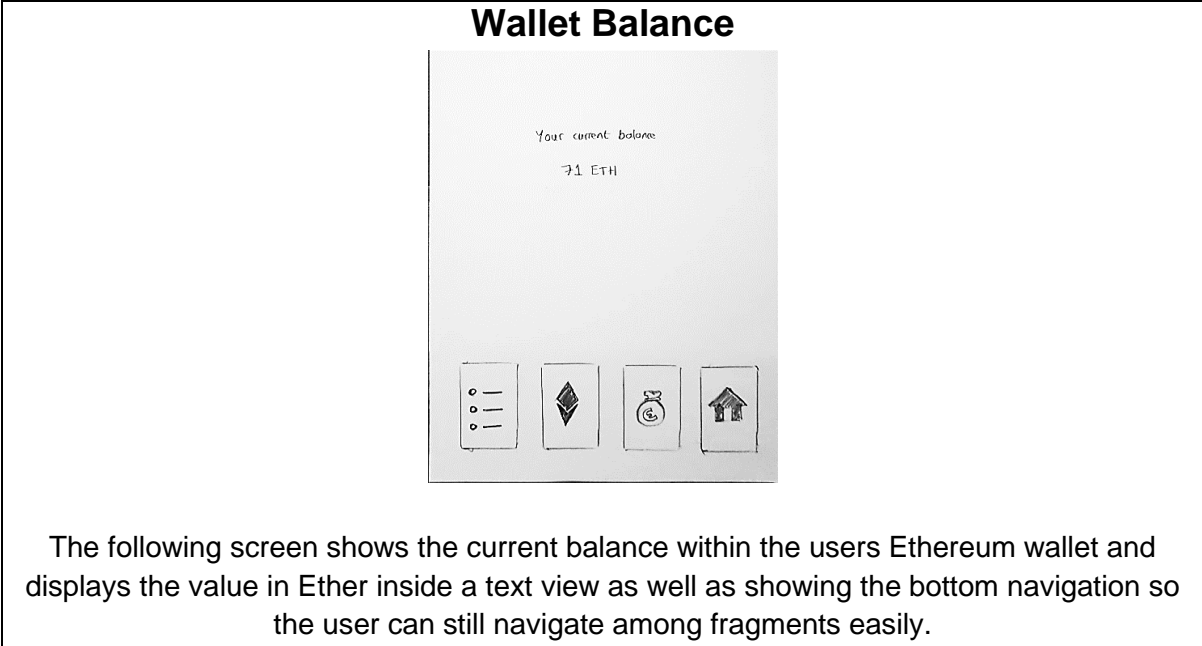 Wallet Balance
Your current balance
71 ETH
€
The following screen shows the current balance within the users Ethereum wallet and
displays the value in Ether inside a text view as well as showing the bottom navigation so
the user can still navigate among fragments easily.